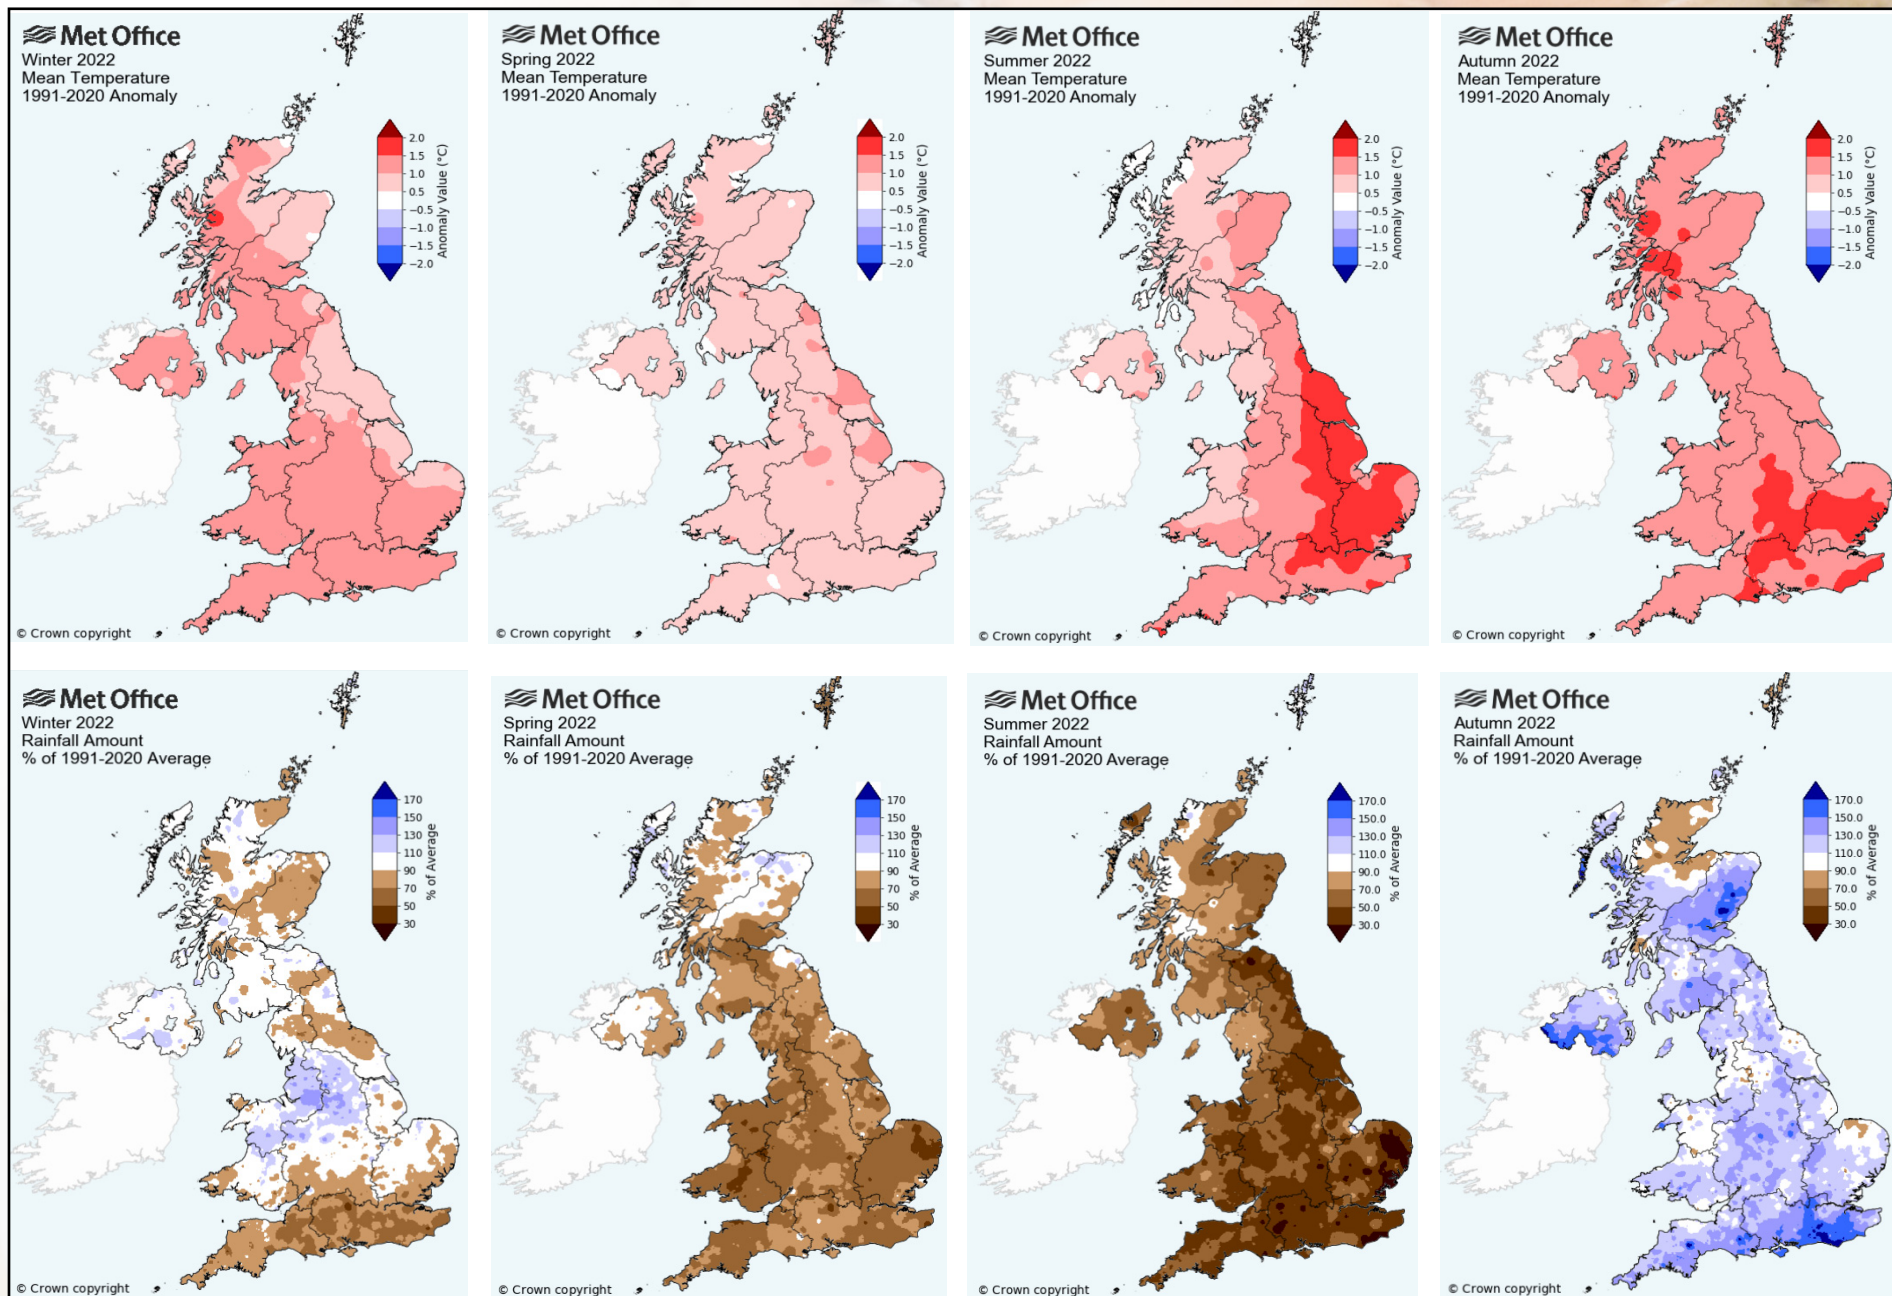 Met Office
Winter 2022
Mean Temperature
1991-2020 Anomaly
2.0
1.5
1.0
0.5
−0.5
−1.0
−1.5
−2.0
Anomaly Value (°C)
© Crown copyright
Met Office
Spring 2022
Mean Temperature
1991-2020 Anomaly
2.0
1.5
1.0
0.5
−0.5
−1.0
−1.5
−2.0
Anomaly Value (°C)
© Crown copyright
Met Office
Summer 2022
Mean Temperature
1991-2020 Anomaly
2.0
1.5
1.0
0.5
−0.5
−1.0
−1.5
−2.0
Anomaly Value (°C)
© Crown copyright
Met Office
Autumn 2022
Mean Temperature
1991-2020 Anomaly
2.0
1.5
1.0
0.5
−0.5
−1.0
−1.5
−2.0
Anomaly Value (°C)
© Crown copyright
Met Office
Winter 2022
Rainfall Amount
% of 1991-2020 Average
170
150
130
110
90
70
50
30
% of Average
© Crown copyright
Met Office
Spring 2022
Rainfall Amount
% of 1991-2020 Average
170
150
130
110
90
70
50
30
% of Average
© Crown copyright
Met Office
Summer 2022
Rainfall Amount
% of 1991-2020 Average
170.0
150.0
130.0
110.0
90.0
70.0
50.0
30.0
% of Average
© Crown copyright
Met Office
Autumn 2022
Rainfall Amount
% of 1991-2020 Average
170.0
150.0
130.0
110.0
90.0
70.0
50.0
30.0
% of Average
© Crown copyright